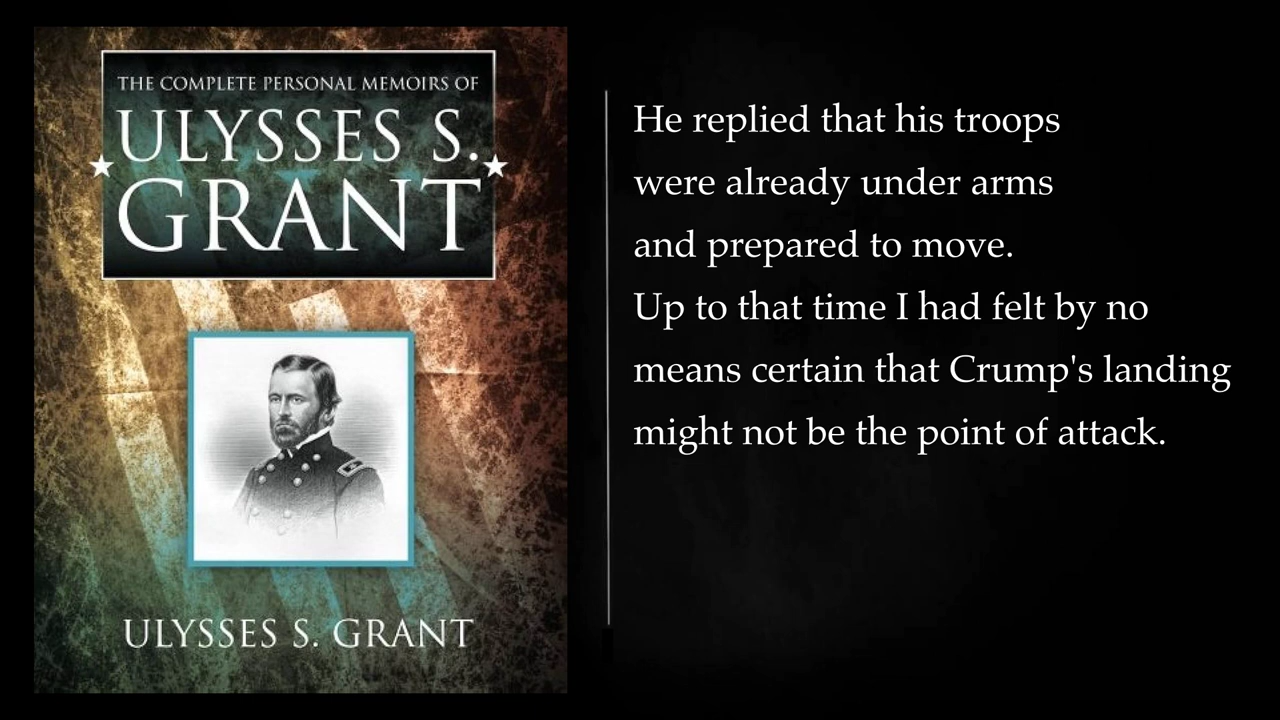 THE COMPLETE PERSONAL MEMOIRS OF
ULYSSES S.
GRANT
ULYSSES S. GRANT
He replied that his troops
were already under arms
and prepared to move.
Up to that time I had felt by no
means certain that Crump's landing
might not be the point of attack.